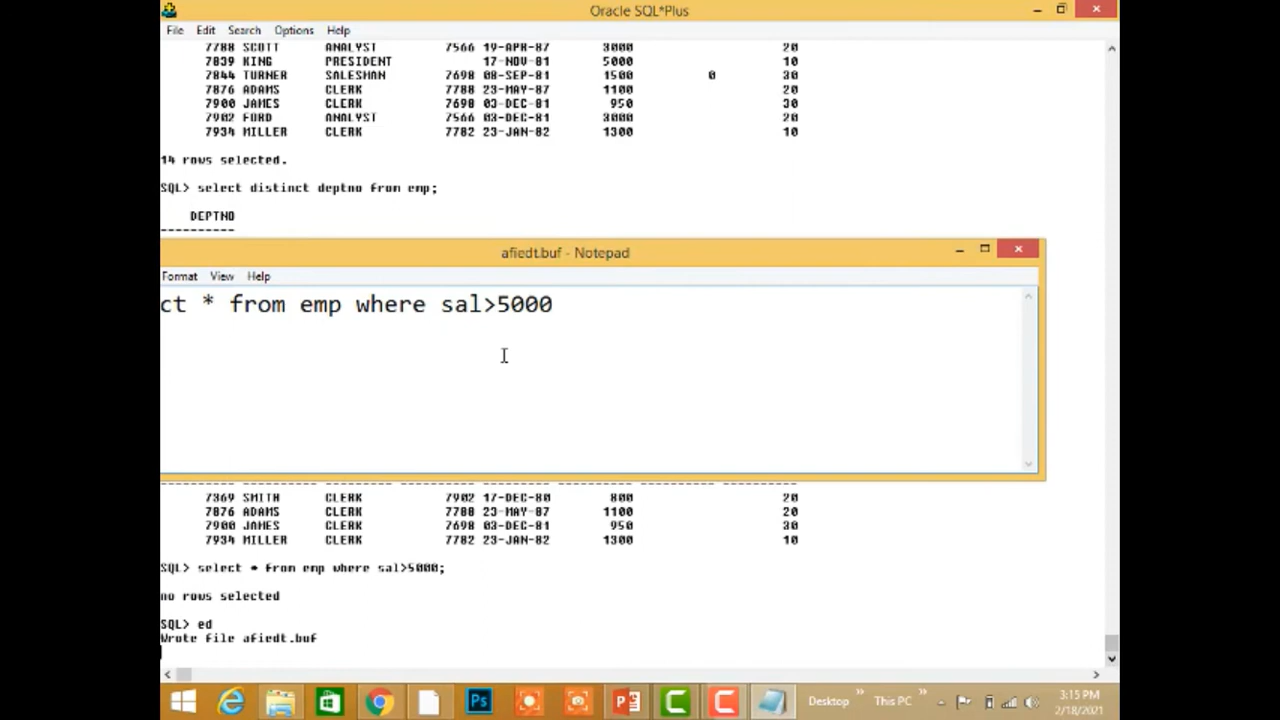 Oracle SQL*Plus
File Edit Search Options Help
7788 SCOTT ANALYST 7566 19-APR-87 3000 20
7839 KING PRESIDENT 17-NOV-81 5000 10
7844 TURNER SALESMAN 7698 08-SEP-81 1500 0 30
7876 ADAMS CLERK 7788 23-MAY-87 1100 20
7900 JAMES CLERK 7698 03-DEC-81 950 30
7902 FORD ANALYST 7566 03-DEC-81 3000 20
7934 MILLER CLERK 7782 23-JAN-82 1300 10
14 rows selected.
SQL> select distinct deptno from emp;
DEPTNO
----------
afiedt.buf - Notepad
Format View Help
ct * from emp where sal>5000
7369 SMITH CLERK 7902 17-DEC-80 800 20
7876 ADAMS CLERK 7788 23-MAY-87 1100 20
7900 JAMES CLERK 7698 03-DEC-81 950 30
7934 MILLER CLERK 7782 23-JAN-82 1300 10
SQL> select * from emp where sal>5000;
no rows selected
SQL> ed
Wrote file afiedt.buf
Ps
Desktop
This PC
3:15 PM
2/18/2021